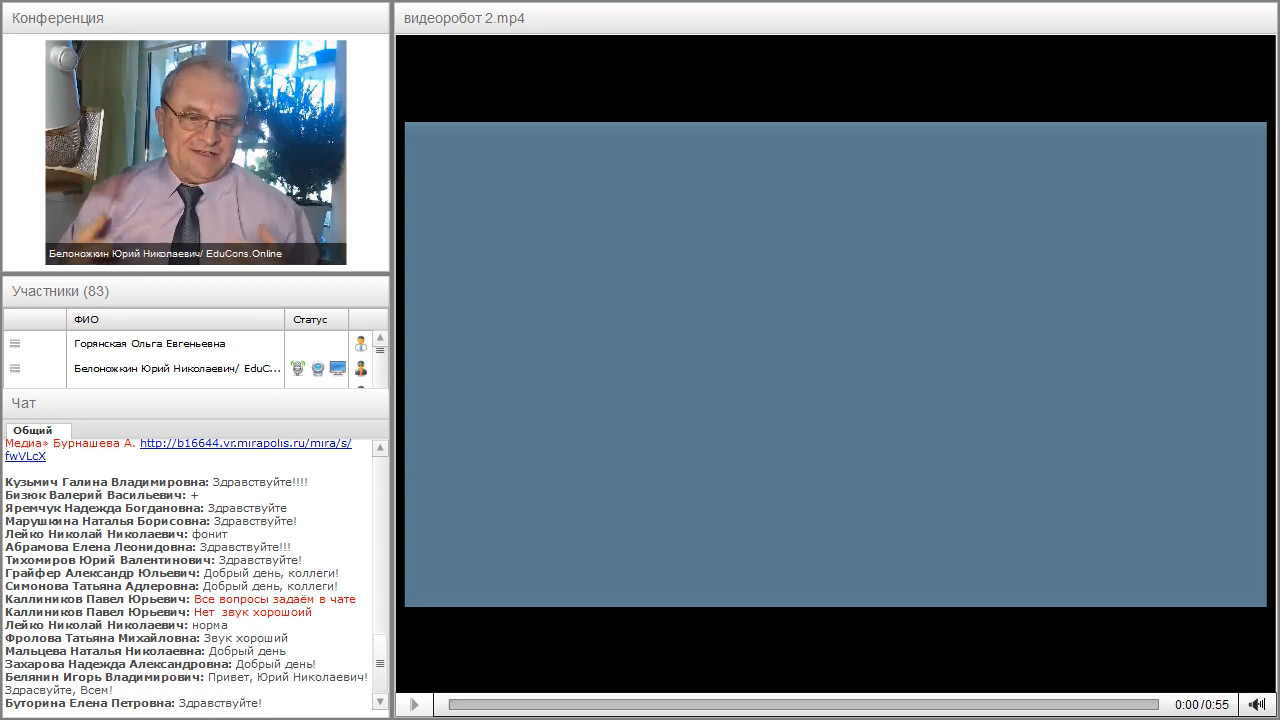 Конференция
Белоножкин Юрий Николаевич/ EduCons.Online
Участники (83)
ФИО
Статус
Горянская Ольга Евгеньевна
Белоножкин Юрий Николаевич/ EduC...
Чат
Общий
Медиа» Бурнашева А. http://b16644.vr.mirapolis.ru/mira/s/
fwVLcX
Кузьмич Галина Владимировна: Здравствуйте!!!!
Бизюк Валерий Васильевич: +
Яремчук Надежда Богдановна: Здравствуйте
Марушкина Наталья Борисовна: Здравствуйте!
Лейко Николай Николаевич: фонит
Абрамова Елена Леонидовна: Здравствуйте!!!
Тихомиров Юрий Валентинович: Здравствуйте!
Грайфер Александр Юльевич: Добрый день, коллеги!
Симонова Татьяна Адлеровна: Добрый день, коллеги!
Каллиников Павел Юрьевич: Все вопросы задаём в чате
Каллиников Павел Юрьевич: Нет звук хорошоий
Лейко Николай Николаевич: норма
Фролова Татьяна Михайловна: Звук хороший
Мальцева Наталья Николаевна: Добрый день
Захарова Надежда Александровна: Добрый день!
Белянин Игорь Владимирович: Привет, Юрий Николаевич!
Здрасвуйте, Всем!
Буторина Елена Петровна: Здравствуйте!
видеоробот 2.mp4
0:00/0:55